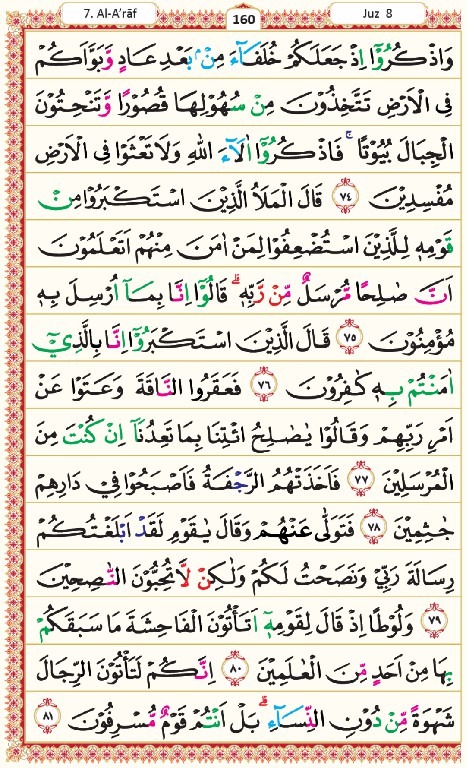 7. Al-A'rāf
160
Juz 8
وَاذْكُرُوْٓا اِذْ جَعَلَكُمْ خُلَفَآءَ مِنْۢ بَعْدِ عَادٍ وَّبَوَّاَكُمْ
فِى الْاَرْضِ تَتَّخِذُوْنَ مِنْ سُهُوْلِهَا قُصُوْرًا وَّتَنْحِتُوْنَ
الْجِبَالَ بُيُوْتًا ۚ فَاذْكُرُوْٓا اٰلَآءَ اللّٰهِ وَلَا تَعْثَوْا فِى الْاَرْضِ
مُفْسِدِيْنَ ﴿٧٤﴾ قَالَ الْمَلَاُ الَّذِيْنَ اسْتَكْبَرُوْا مِنْ
قَوْمِهٖ لِلَّذِيْنَ اسْتُضْعِفُوْا لِمَنْ اٰمَنَ مِنْهُمْ اَتَعْلَمُوْنَ
اَنَّ صٰلِحًا مُّرْسَلٌ مِّنْ رَّبِّهٖ ؕ قَالُوْٓا اِنَّا بِمَآ اُرْسِلَ بِهٖ
مُؤْمِنُوْنَ ﴿٧٥﴾ قَالَ الَّذِيْنَ اسْتَكْبَرُوْٓا اِنَّا بِالَّذِيْٓ
اٰمَنْتُمْ بِهٖ كٰفِرُوْنَ ﴿٧٦﴾ فَعَقَرُوا النَّاقَةَ وَعَتَوْا عَنْ
اَمْرِ رَبِّهِمْ وَقَالُوْا يٰصٰلِحُ ائْتِنَا بِمَا تَعِدُنَآ اِنْ كُنْتَ مِنَ
الْمُرْسَلِيْنَ ﴿٧٧﴾ فَاَخَذَتْهُمُ الرَّجْفَةُ فَاَصْبَحُوْا فِيْ دَارِهِمْ
جٰثِمِيْنَ ﴿٧٨﴾ فَتَوَلّٰى عَنْهُمْ وَقَالَ يٰقَوْمِ لَقَدْ اَبْلَغْتُكُمْ
رِسَالَةَ رَبِّيْ وَنَصَحْتُ لَكُمْ وَلٰكِنْ لَّا تُحِبُّوْنَ النّٰصِحِيْنَ
﴿٧٩﴾ وَلُوْطًا اِذْ قَالَ لِقَوْمِهٖٓ اَتَاْتُوْنَ الْفَاحِشَةَ مَا سَبَقَكُمْ
بِهَا مِنْ اَحَدٍ مِّنَ الْعٰلَمِيْنَ ﴿٨٠﴾ اِنَّكُمْ لَتَاْتُوْنَ الرِّجَالَ
شَهْوَةً مِّنْ دُوْنِ النِّسَآءِ ؕ بَلْ اَنْتُمْ قَوْمٌ مُّسْرِفُوْنَ ﴿٨١﴾